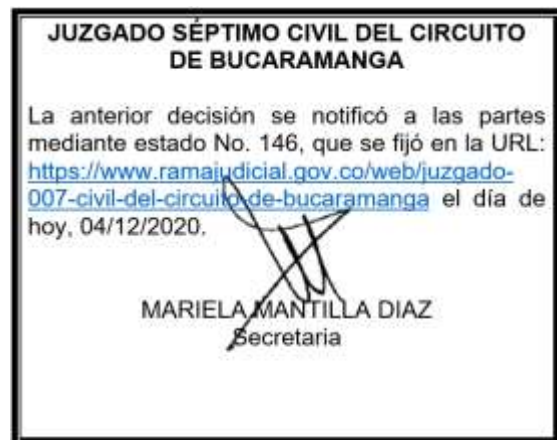 JUZGADO SÉPTIMO CIVIL DEL CIRCUITO
DE BUCARAMANGA
La anterior decisión se notificó a las partes
mediante estado No. 146, que se fijó en la URL:
https://www.ramajudicial.gov.co/web/juzgado-
007-civil-del-circuito-de-bucaramanga el día de
hoy, 04/12/2020.
MARIELA MANTILLA DIAZ
Secretaria